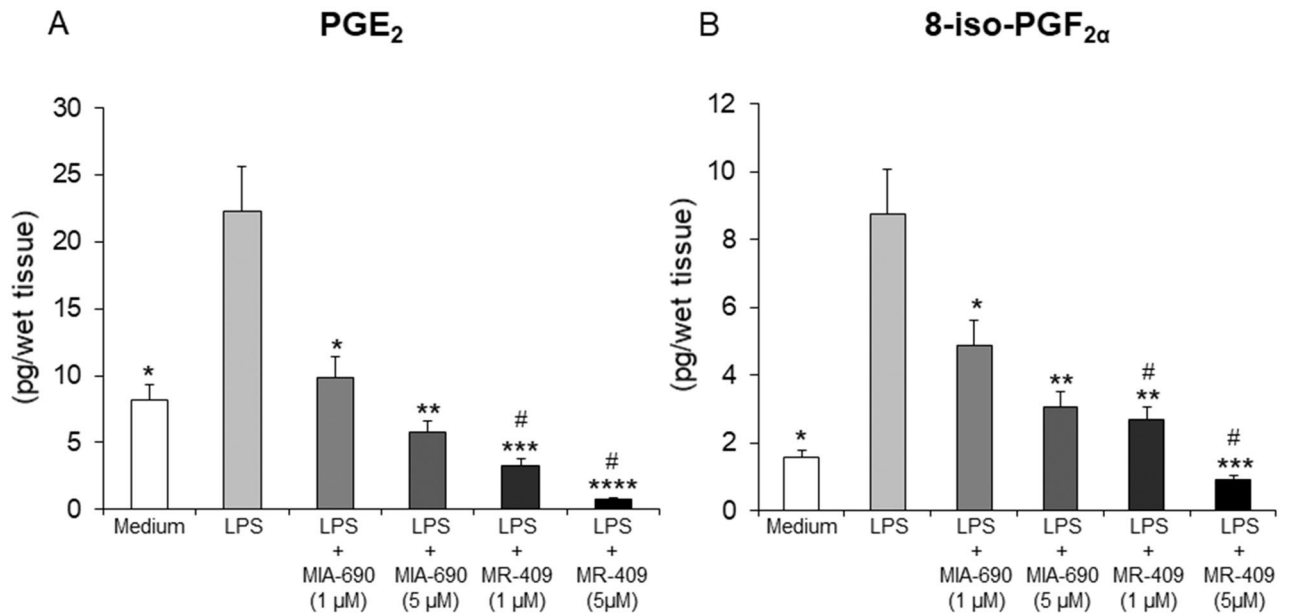 A
PGE₂
30
25
20
15
10
5
0
(pg/wet tissue)
*
*
**
#
***
#
****
Medium
LPS
LPS
+
MIA-690
(1 µM)
LPS
+
MIA-690
(5 µM)
LPS
+
MR-409
(1 µM)
LPS
+
MR-409
(5µM)
B
8-iso-PGF₂α
12
10
8
6
4
2
0
(pg/wet tissue)
*
*
**
#
**
#
***
Medium
LPS
LPS
+
MIA-690
(1 µM)
LPS
+
MIA-690
(5 µM)
LPS
+
MR-409
(1 µM)
LPS
+
MR-409
(5µM)